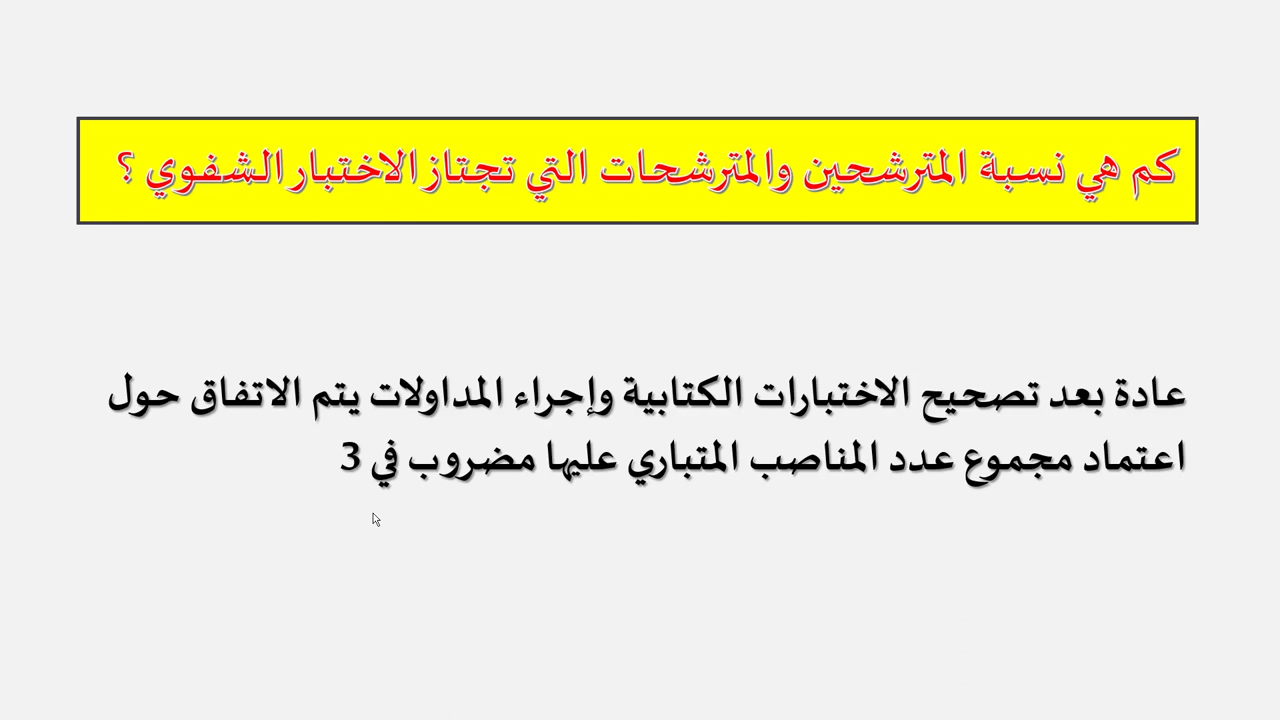 كم هي نسبة المترشحين والمترشحات التي تجتاز الاختبار الشفوي ؟
عادة بعد تصحيح الاختبارات الكتابية وإجراء المداولات يتم الاتفاق حول
اعتماد مجموع عدد المناصب المتباري عليها مضروب في 3